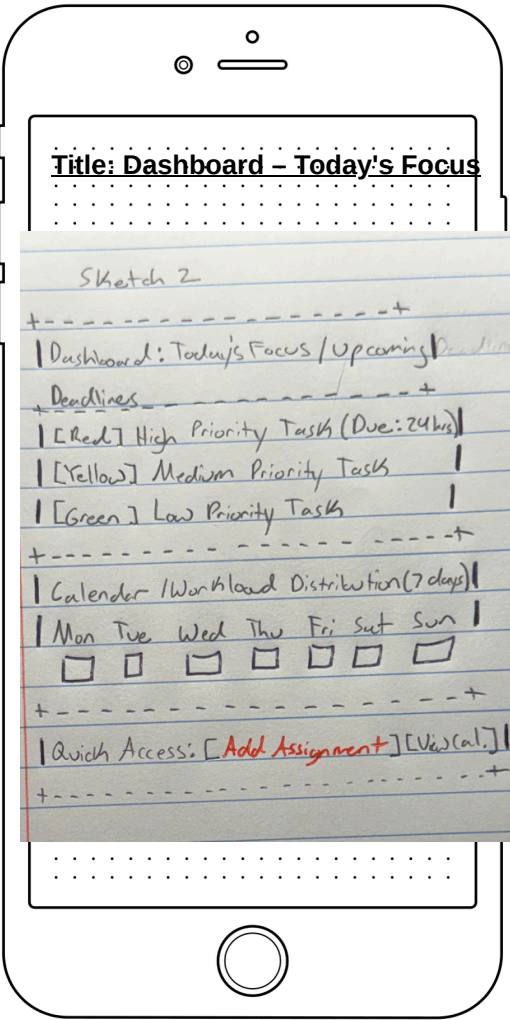 Title: Dashboard – Today's Focus
Sketch 2
Dashboard: Today's Focus / Upcoming
Deadlines
[Red] High Priority Task (Due: 24 hrs)
[Yellow] Medium Priority Task
[Green] Low Priority Task
Calendar / Workload Distribution (7 days)
Mon Tue Wed Thu Fri Sat Sun
Quick Access: [Add Assignment] [View Cal.]